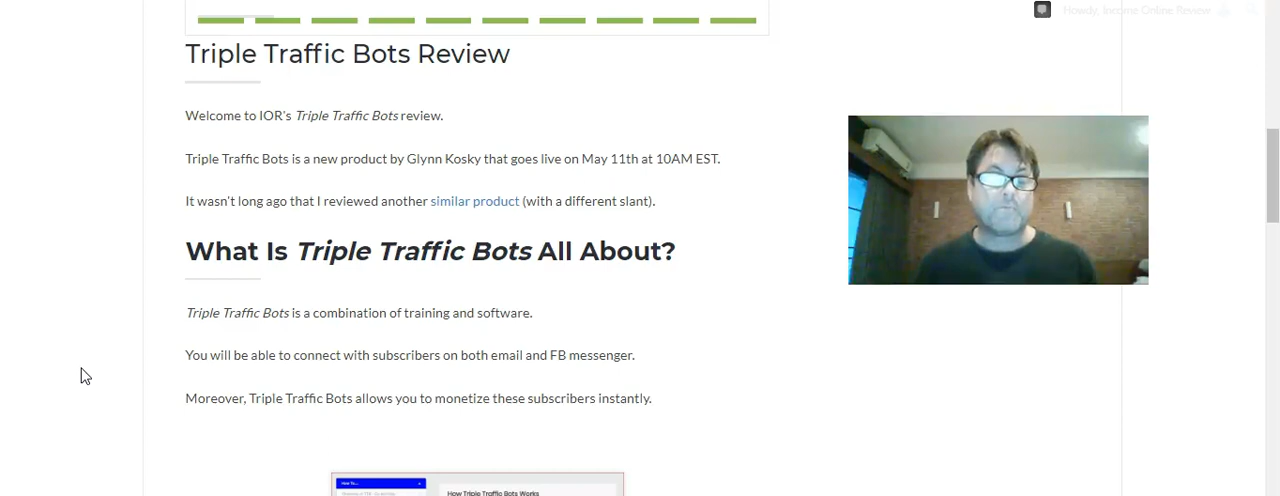 Howdy, Income Online Review
Triple Traffic Bots Review
Welcome to IOR's Triple Traffic Bots review.
Triple Traffic Bots is a new product by Glynn Kosky that goes live on May 11th at 10AM EST.
It wasn't long ago that I reviewed another similar product (with a different slant).
What Is Triple Traffic Bots All About?
Triple Traffic Bots is a combination of training and software.
You will be able to connect with subscribers on both email and FB messenger.
Moreover, Triple Traffic Bots allows you to monetize these subscribers instantly.
How Triple Traffic Bots Works